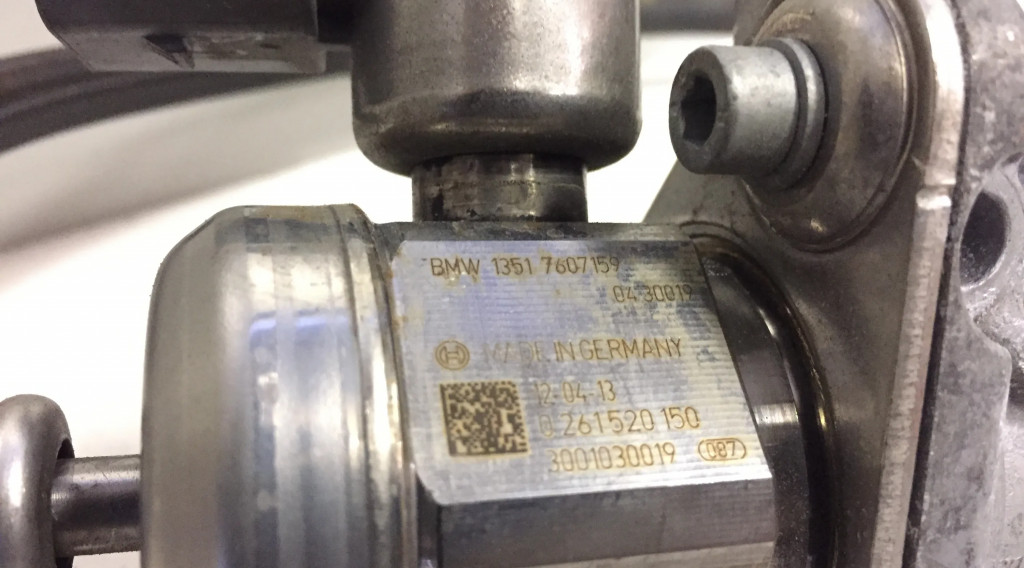 BMW 1351 7607159
04 30019
MADE IN GERMANY
12-04-13
0 261 520 150
3001030019 087